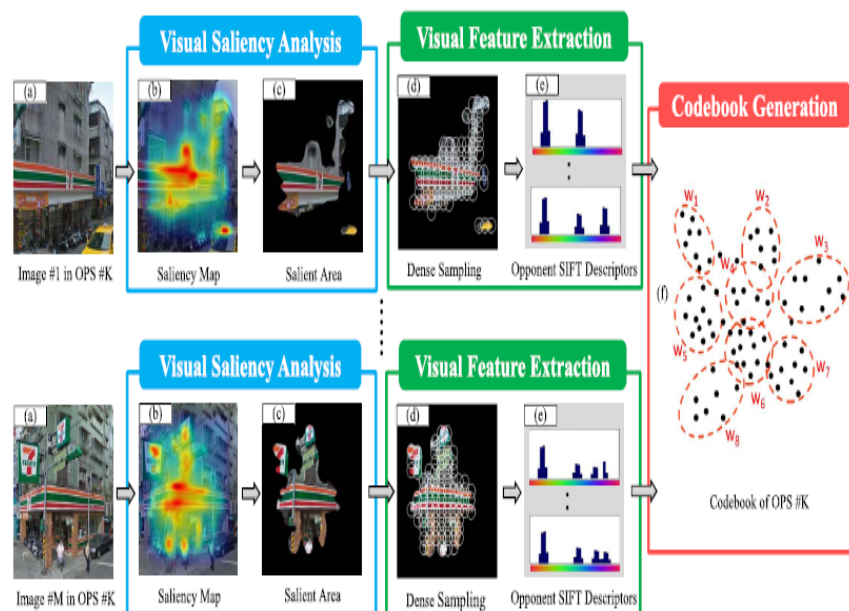 Visual Saliency Analysis
Visual Feature Extraction
(a)
(b)
(c)
(d)
(e)
Codebook Generation
Image #1 in OPS #K
Saliency Map
Salient Area
Dense Sampling
Opponent SIFT Descriptors
W1
W2
W3
W4
(f)
W5
W6
W7
W8
Codebook of OPS #K
Visual Saliency Analysis
Visual Feature Extraction
(a)
(b)
(c)
(d)
(e)
7
ELEVEN
Image #M in OPS #K
Saliency Map
Salient Area
Dense Sampling
Opponent SIFT Descriptors